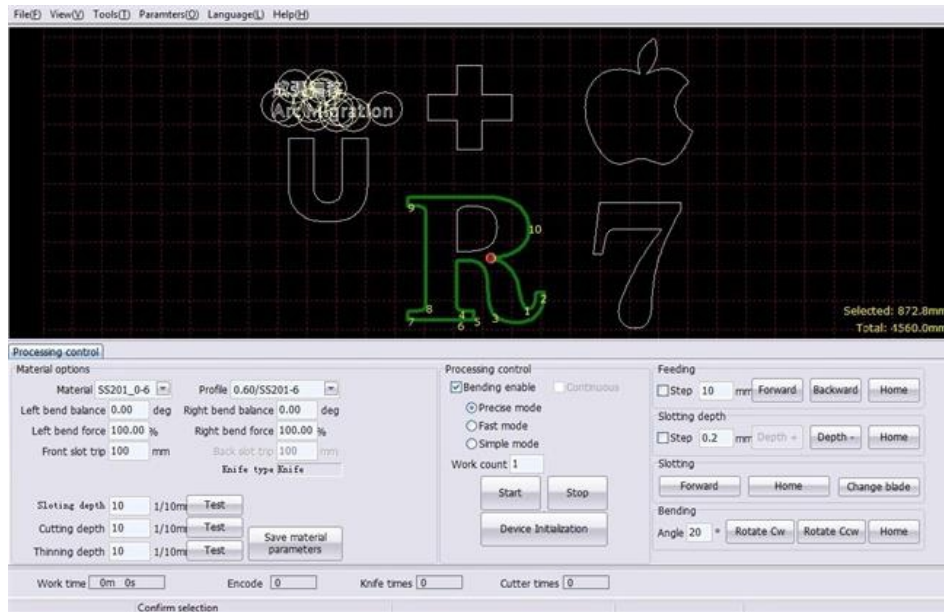 File(F) View(V) Tools(T) Paramters(O) Language(L) Help(H)
Arc Migration
U
R
7
9
10
8
7
4
5
6
3
1
2
Selected: 872.8mm
Total: 4560.0mm
Processing control
Material options
Material SS201_0-6 Profile 0.60/SS201-6
Left bend balance 0.00 deg Right bend balance 0.00 deg
Left bend force 100.00 % Right bend force 100.00 %
Front slot trip 100 mm Back slot trip 100 mm
Knife type Knife
Sloting depth 10 1/10m Test
Cutting depth 10 1/10m Test
Thinning depth 10 1/10m Test
Save material
parameters
Processing control
Bending enable Continuous
Precise mode
Fast mode
Simple mode
Work count 1
Start Stop
Device Initialization
Feeding
Step 10 mm Forward Backward Home
Slotting depth
Step 0.2 mm Depth + Depth - Home
Slotting
Forward Home Change blade
Bending
Angle 20 ° Rotate Cw Rotate Ccw Home
Work time 0m 0s Encode 0 Knife times 0 Cutter times 0
Confirm selection